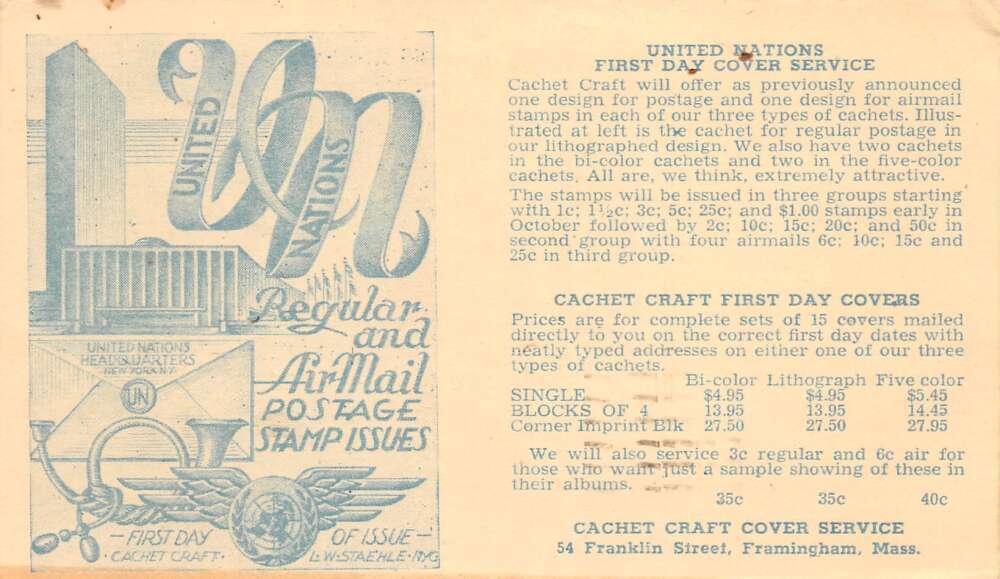 UN
UNITED
NATIONS
Regular
and
AirMail
POSTAGE
STAMP ISSUES
UNITED NATIONS
HEADQUARTERS
NEW YORK N.Y.
UN
— FIRST DAY OF ISSUE —
· CACHET CRAFT · L.W. STAEHLE · NYC
UNITED NATIONS
FIRST DAY COVER SERVICE
Cachet Craft will offer as previously announced
one design for postage and one design for airmail
stamps in each of our three types of cachets. Illus-
trated at left is the cachet for regular postage in
our lithographed design. We also have two cachets
in the bi-color cachets and two in the five-color
cachets. All are, we think, extremely attractive.
The stamps will be issued in three groups starting
with 1c; 1½c; 3c; 5c; 25c; and $1.00 stamps early in
October followed by 2c; 10c; 15c; 20c; and 50c in
second group with four airmails 6c; 10c; 15c and
25c in third group.
CACHET CRAFT FIRST DAY COVERS
Prices are for complete sets of 15 covers mailed
directly to you on the correct first day dates with
neatly typed addresses on either one of our three
types of cachets.
Bi-color Lithograph Five color
SINGLE $4.95 $4.95 $5.45
BLOCKS OF 4 13.95 13.95 14.45
Corner Imprint Blk 27.50 27.50 27.95
We will also service 3c regular and 6c air for
those who want just a sample showing of these in
their albums.
35c 35c 40c
CACHET CRAFT COVER SERVICE
54 Franklin Street, Framingham, Mass.